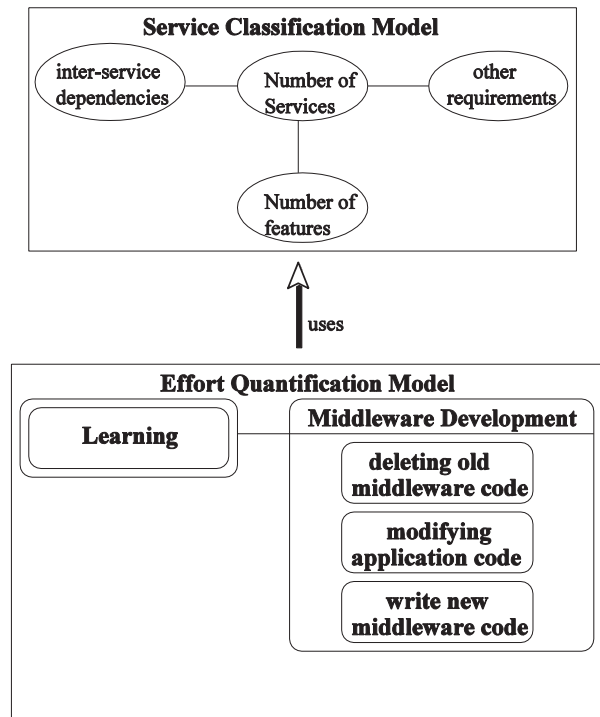 Service Classification Model
inter-service
dependencies
Number of
Services
other
requirements
Number of
features
uses
Effort Quantification Model
Learning
Middleware Development
deleting old
middleware code
modifying
application code
write new
middleware code